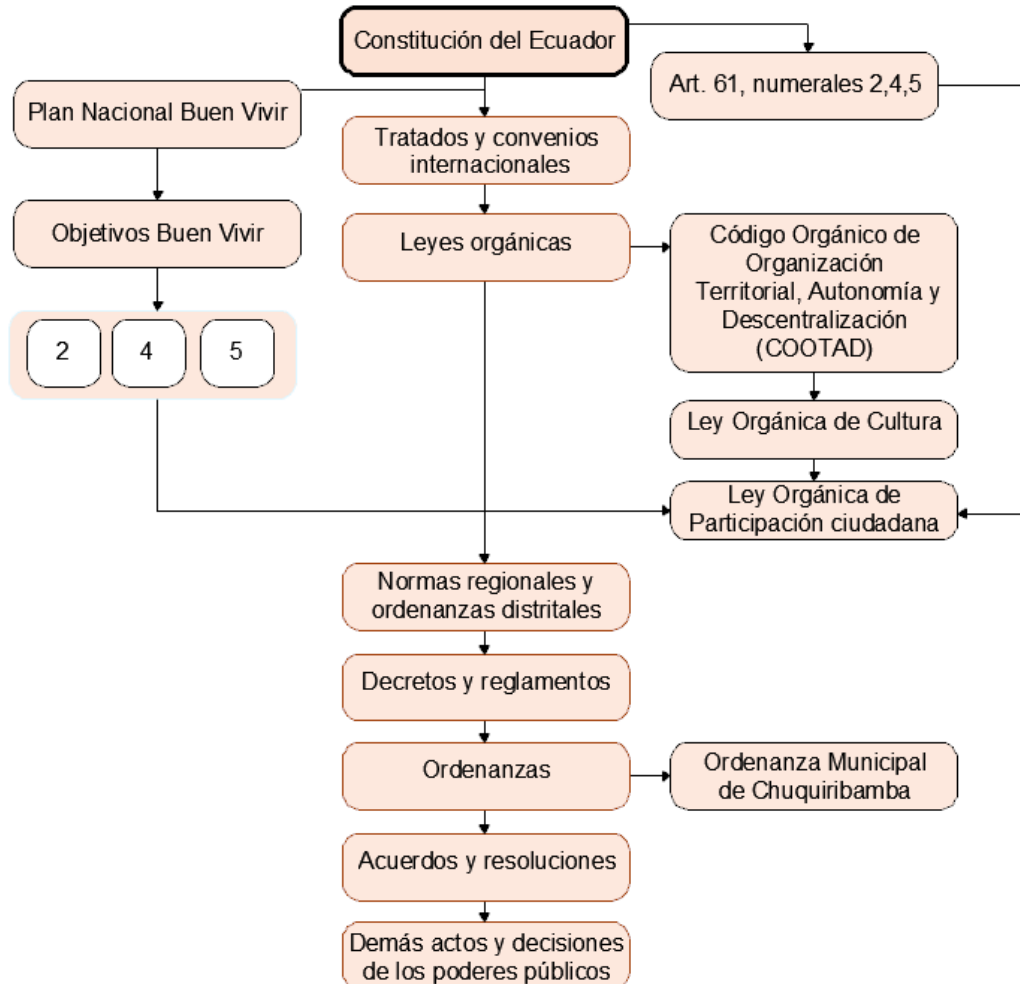 Constitución del Ecuador
Art. 61, numerales 2,4,5
Plan Nacional Buen Vivir
Tratados y convenios
internacionales
Objetivos Buen Vivir
Leyes orgánicas
Código Orgánico de
Organización
Territorial, Autonomía y
Descentralización
(COOTAD)
2
4
5
Ley Orgánica de Cultura
Ley Orgánica de
Participación ciudadana
Normas regionales y
ordenanzas distritales
Decretos y reglamentos
Ordenanzas
Ordenanza Municipal
de Chuquiribamba
Acuerdos y resoluciones
Demás actos y decisiones
de los poderes públicos